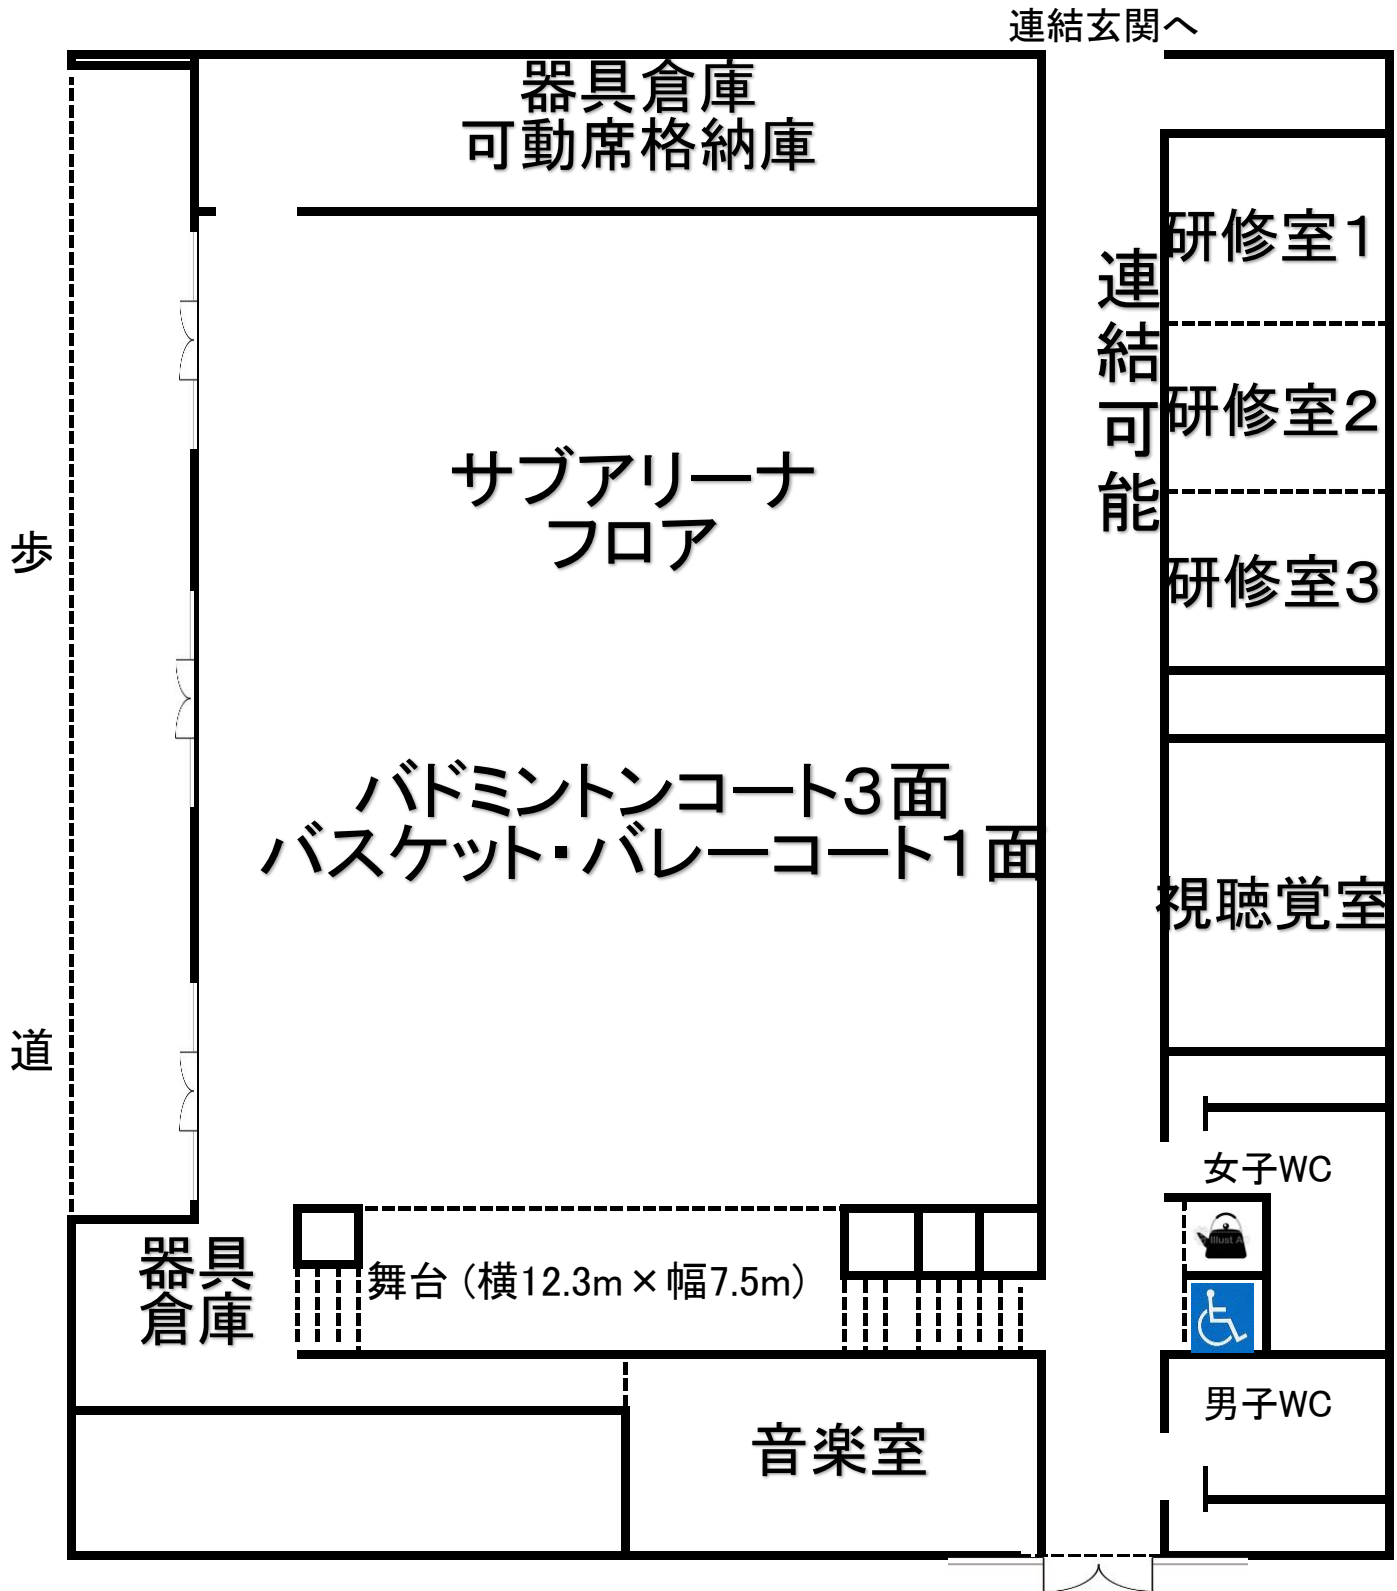 連結玄関へ
器具倉庫
可動席格納庫
研修室１
連結可能
研修室２
サブアリーナ
フロア
研修室３
歩道
バドミントンコート３面
バスケット・バレーコート１面
視聴覚室
女子WC
器具
倉庫
舞台（横12.3m×幅7.5m）
男子WC
音楽室